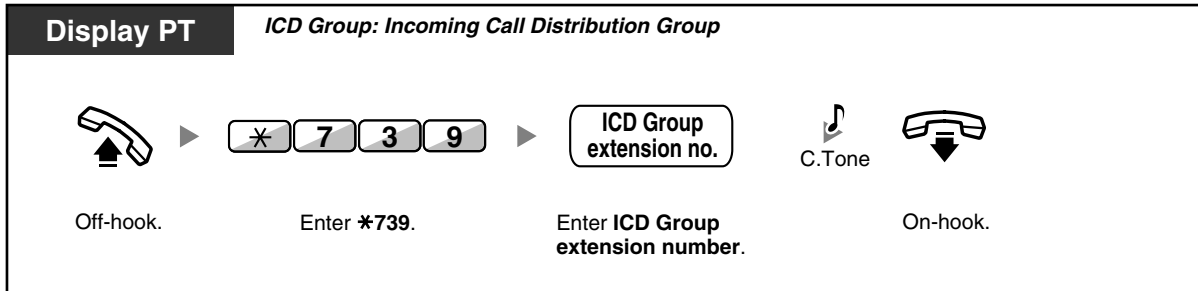 Display PT
ICD Group: Incoming Call Distribution Group
* 7 3 9
ICD Group
extension no.
C.Tone
Off-hook.
Enter *739.
Enter ICD Group
extension number.
On-hook.